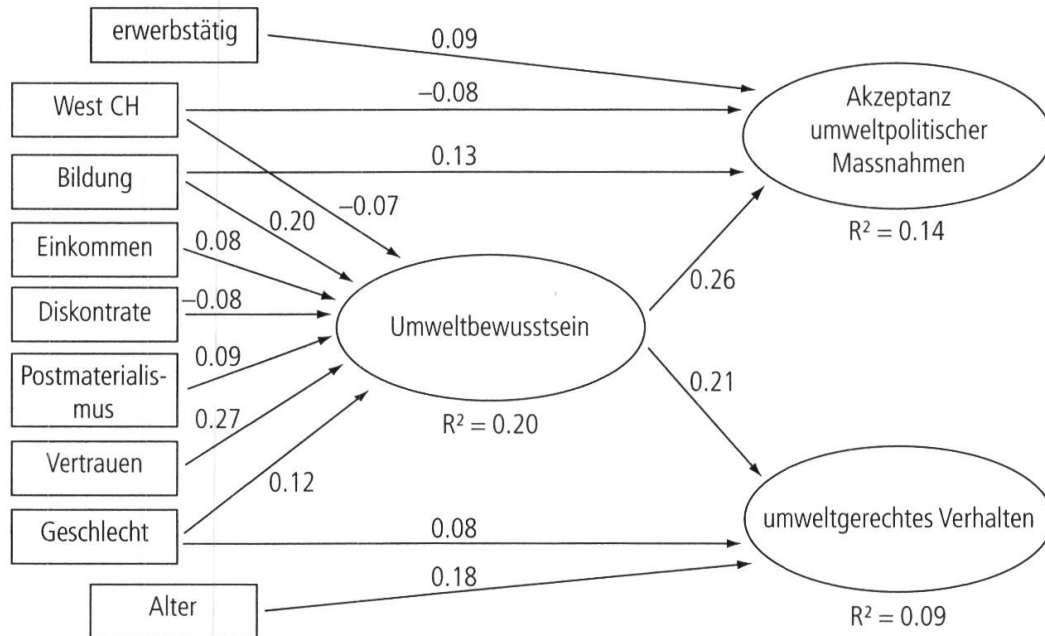 erwerbstätig
0.09
West CH
–0.08
Akzeptanz
umweltpolitischer
Massnahmen
R² = 0.14
Bildung
0.13
–0.07
0.20
Einkommen
0.08
0.26
Diskontrate
–0.08
Umweltbewusstsein
R² = 0.20
Postmaterialis-
mus
0.09
0.21
0.27
Vertrauen
0.12
Geschlecht
0.08
umweltgerechtes Verhalten
R² = 0.09
0.18
Alter